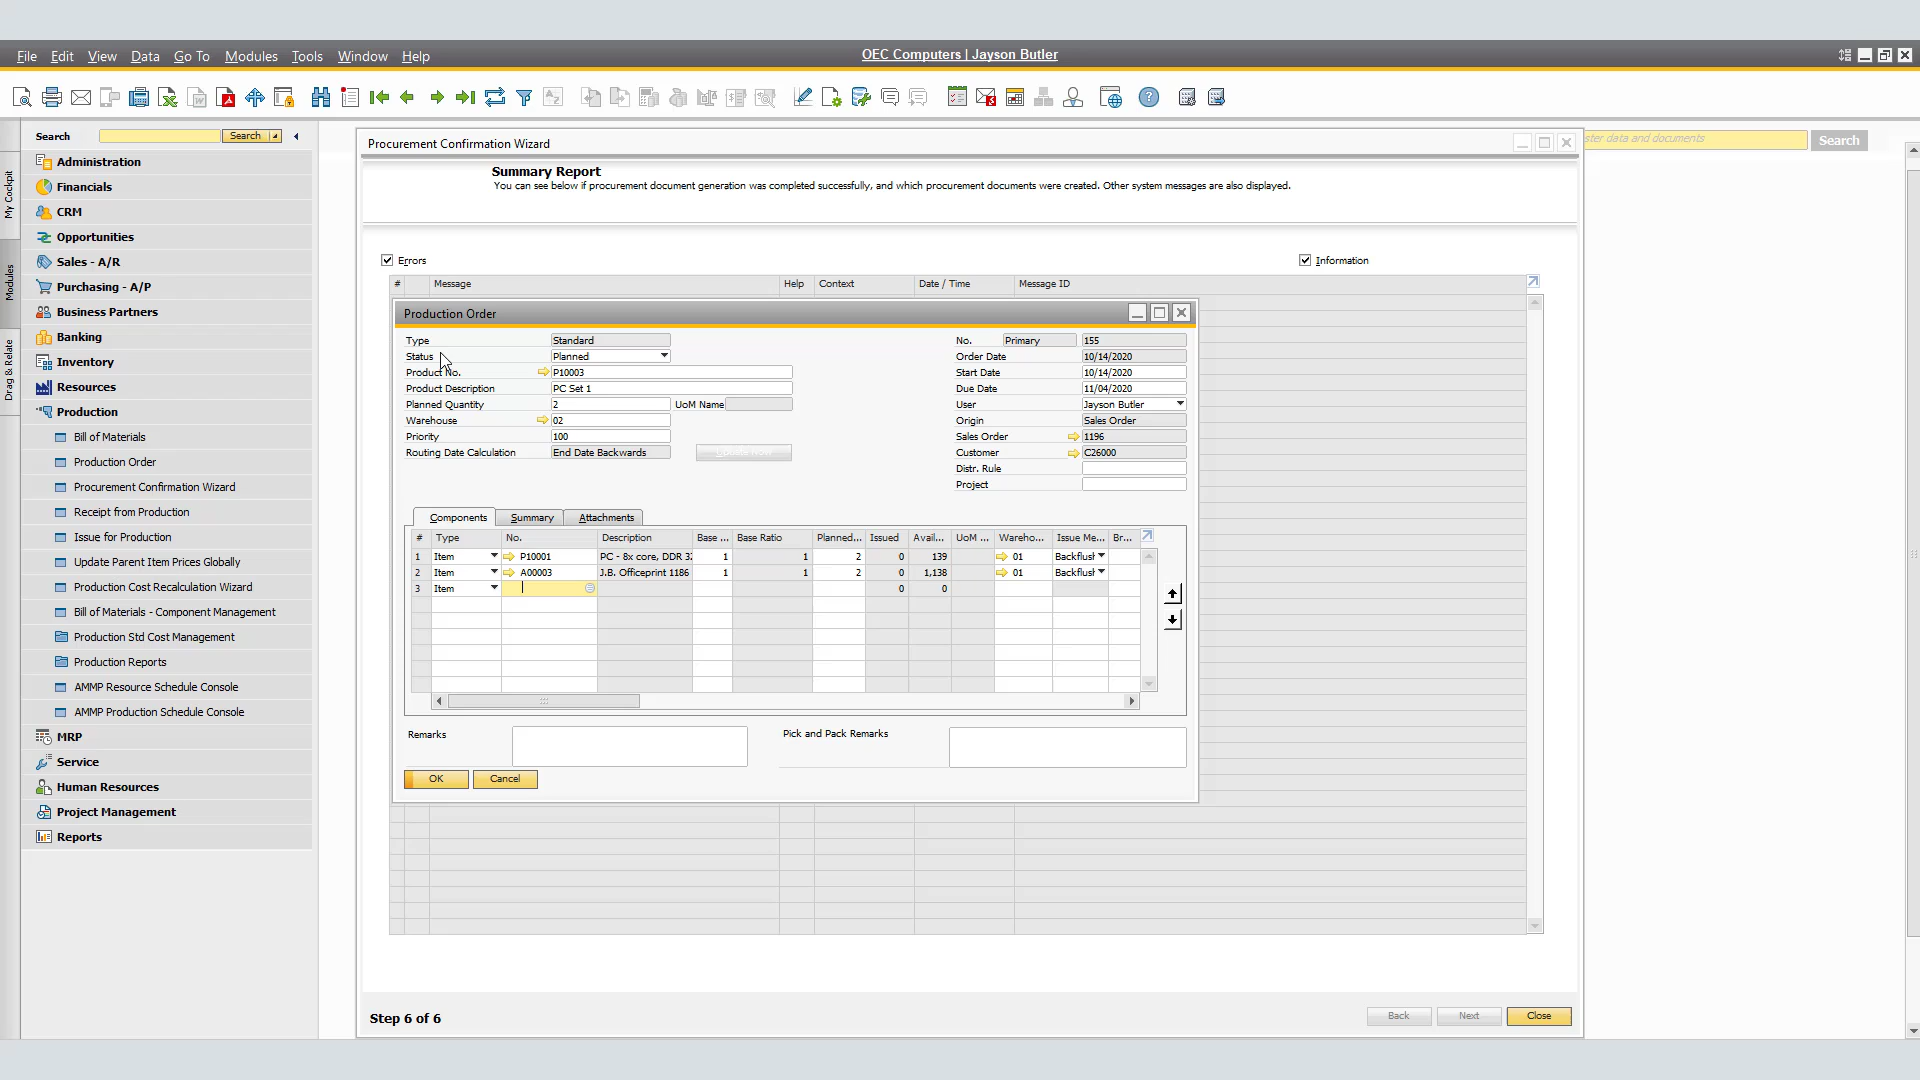 File Edit View Data Go To Modules Tools Window Help
OEC Computers | Jayson Butler
Search Search
ster data and documents Search
My Cockpit
Modules
Drag & Relate
Administration
Financials
CRM
Opportunities
Sales - A/R
Purchasing - A/P
Business Partners
Banking
Inventory
Resources
Production
Bill of Materials
Production Order
Procurement Confirmation Wizard
Receipt from Production
Issue for Production
Update Parent Item Prices Globally
Production Cost Recalculation Wizard
Bill of Materials - Component Management
Production Std Cost Management
Production Reports
AMMP Resource Schedule Console
AMMP Production Schedule Console
MRP
Service
Human Resources
Project Management
Reports
Procurement Confirmation Wizard
Summary Report
You can see below if procurement document generation was completed successfully, and which procurement documents were created. Other system messages are also displayed.
Errors Information
# Message Help Context Date / Time Message ID
Production Order
Type Standard No. Primary 155
Status Planned Order Date 10/14/2020
Product No. P10003 Start Date 10/14/2020
Product Description PC Set 1 Due Date 11/04/2020
Planned Quantity 2 UoM Name User Jayson Butler
Warehouse 02 Origin Sales Order
Priority 100 Sales Order 1196
Routing Date Calculation End Date Backwards Customer C26000
Distr. Rule
Project
Components Summary Attachments
# Type No. Description Base ... Base Ratio Planned... Issued Avail... UoM ... Wareho... Issue Me... Br...
1 Item P10001 PC - 8x core, DDR 32 1 1 2 0 139 01 Backflush
2 Item A00003 J.B. Officeprint 1186 1 1 2 0 1,138 01 Backflush
3 Item 0 0
Remarks Pick and Pack Remarks
OK Cancel
Step 6 of 6 Back Next Close